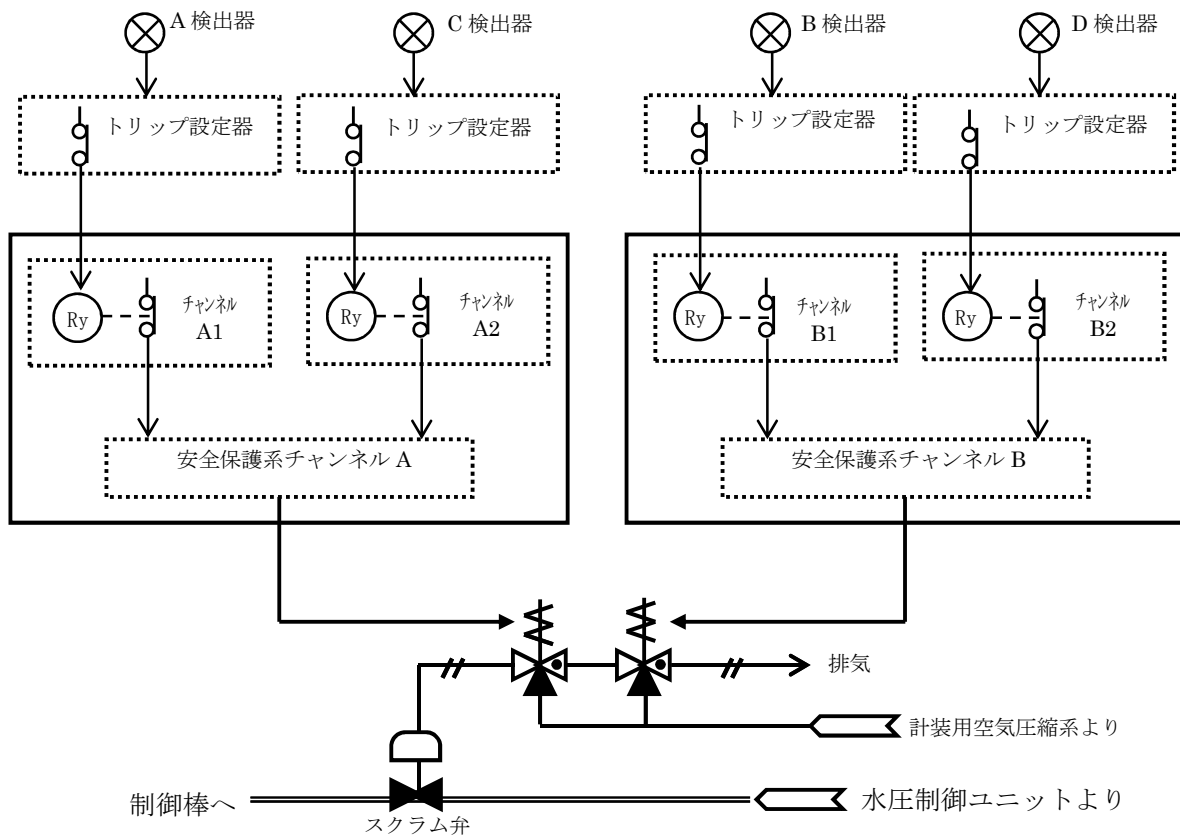 A 検出器
C 検出器
B 検出器
D 検出器
トリップ設定器
トリップ設定器
トリップ設定器
トリップ設定器
Ry
チャンネル
A1
Ry
チャンネル
A2
Ry
チャンネル
B1
Ry
チャンネル
B2
安全保護系チャンネル A
安全保護系チャンネル B
排気
計装用空気圧縮系より
制御棒へ
水圧制御ユニットより
スクラム弁